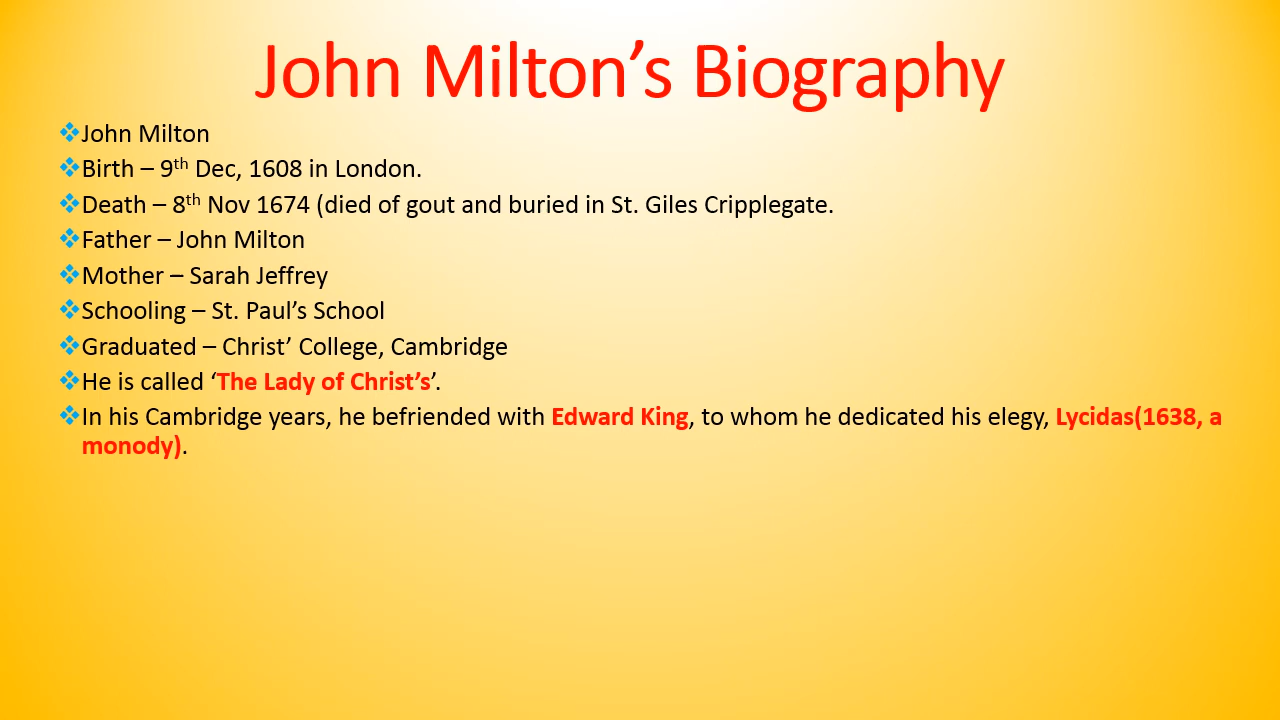 John Milton’s Biography
❖John Milton
❖Birth – 9th Dec, 1608 in London.
❖Death – 8th Nov 1674 (died of gout and buried in St. Giles Cripplegate.
❖Father – John Milton
❖Mother – Sarah Jeffrey
❖Schooling – St. Paul’s School
❖Graduated – Christ’ College, Cambridge
❖He is called ‘The Lady of Christ’s’.
❖In his Cambridge years, he befriended with Edward King, to whom he dedicated his elegy, Lycidas(1638, a
monody).